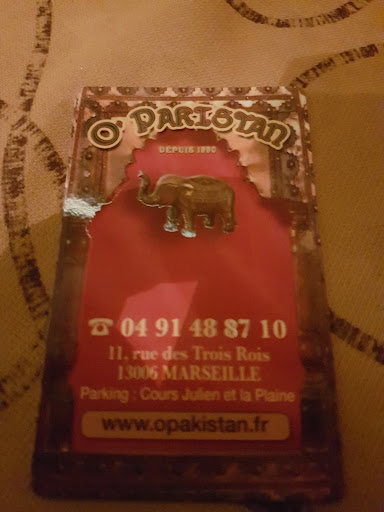 O' PAKISTAN
DEPUIS 1990
☎ 04 91 48 87 10
11, rue des Trois Rois
13006 MARSEILLE
Parking : Cours Julien et la Plaine
www.opakistan.fr